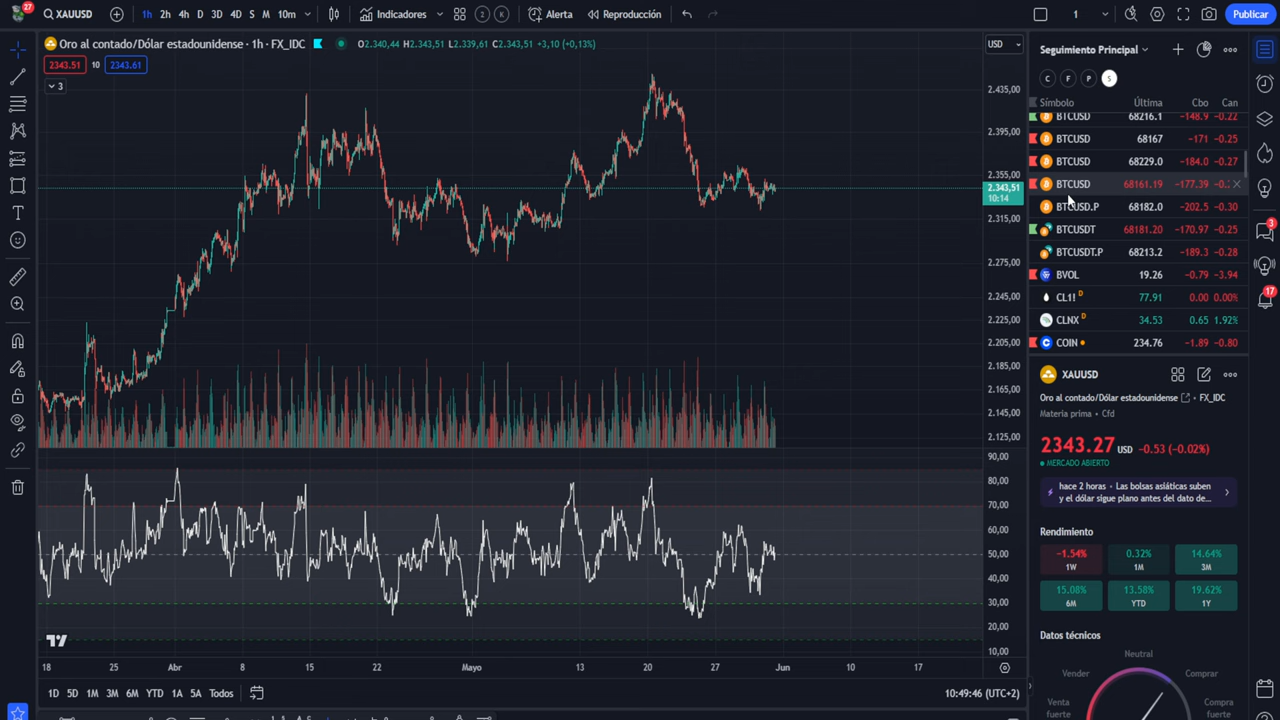 27
XAUUSD
1h 2h 4h D 3D 4D S M 10m
Indicadores
2 K
Alerta
Reproducción
1
Publicar
Oro al contado/Dólar estadounidense · 1h · FX_IDC
O2.340,44 H2.343,51 L2.339,61 C2.343,51 +3,10 (+0,13%)
2343.51 10 2343.61
3
USD
2.435,00
2.395,00
2.355,00
2.343,51
10:14
2.315,00
2.275,00
2.245,00
2.225,00
2.205,00
2.185,00
2.165,00
2.145,00
2.125,00
90,00
80,00
70,00
60,00
50,00
40,00
30,00
20,00
10,00
18 25 Abr 8 15 22 Mayo 13 20 27 Jun 10 17
1D 5D 1M 3M 6M YTD 1A 5A Todos
10:49:46 (UTC+2)
Seguimiento Principal
C F P S
Símbolo Última Cbo Can
BTCUSD 68216.1 −148.9 −0.22
BTCUSD 68167 −171 −0.25
BTCUSD 68229.0 −184.0 −0.27
BTCUSD 68161.19 −177.39
BTCUSD.P 68182.0 −202.5 −0.30
BTCUSDT 68181.20 −170.97 −0.25
BTCUSDT.P 68213.2 −189.3 −0.28
BVOL 19.26 −0.79 −3.94
CL1! D 77.91 0.00 0.00%
CLNX D 34.53 0.65 1.92%
COIN 234.76 −1.89 −0.80
XAUUSD
Oro al contado/Dólar estadounidense • FX_IDC
Materia prima • Cfd
2343.27 USD −0.53 (−0.02%)
MERCADO ABIERTO
hace 2 horas • Las bolsas asiáticas suben
y el dólar sigue plano antes del dato de...
Rendimiento
−1.54% 0.32% 14.64%
1W 1M 3M
15.08% 13.58% 19.62%
6M YTD 1Y
Datos técnicos
Neutral
Vender Comprar
Venta
fuerte
Compra
fuerte
3
17